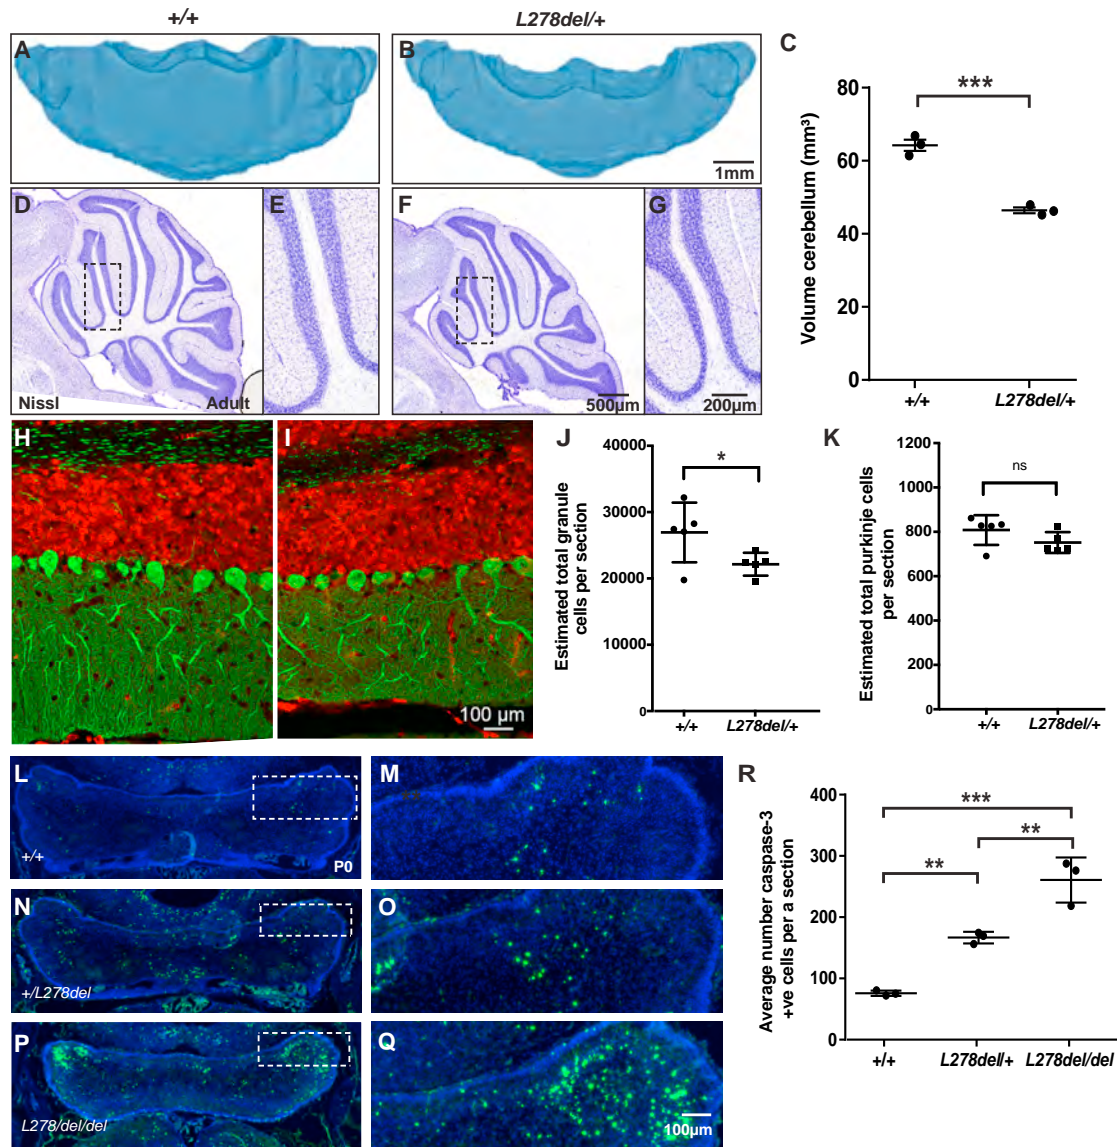 +/+
L278del/+
A
B
1mm
C
***
Volume cerebellum (mm³)
80
60
40
20
0
+/+
L278del/+
D
Nissl
Adult
E
F
500µm
G
200µm
H
I
100 µm
J
*
Estimated total granule
cells per section
40000
30000
20000
10000
0
+/+
L278del/+
K
ns
Estimated total purkinje cells
per section
1200
1000
800
600
400
200
0
+/+
L278del/+
L
+/+
P0
M
N
+/L278del
O
P
L278/del/del
Q
100µm
R
***
**
**
Average number caspase-3
+ve cells per a section
400
300
200
100
0
+/+
L278del/+
L278del/del